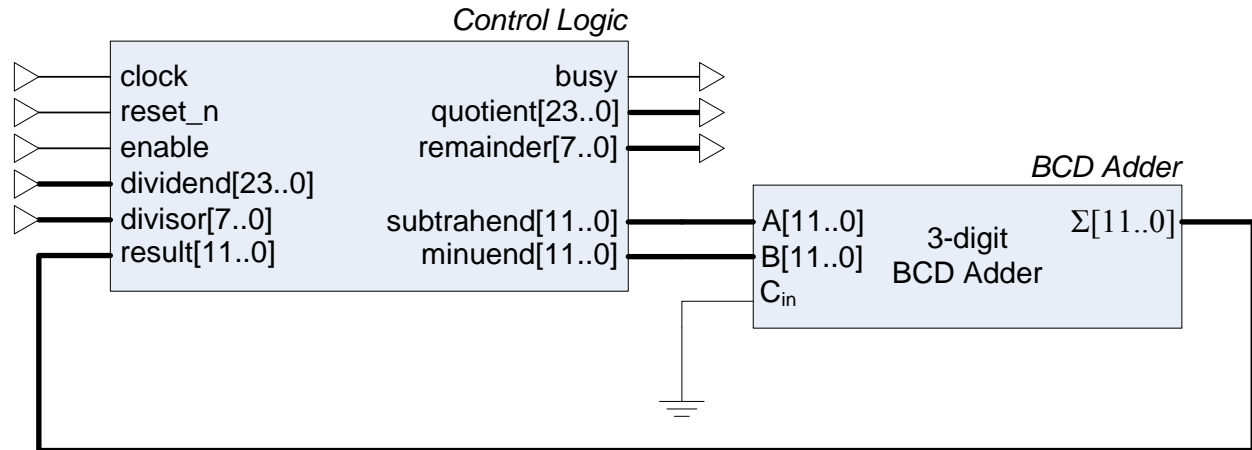 Control Logic
clock
busy
reset_n
quotient[23..0]
enable
remainder[7..0]
dividend[23..0]
divisor[7..0]
subtrahend[11..0]
result[11..0]
minuend[11..0]
BCD Adder
A[11..0]
Σ[11..0]
B[11..0]
3-digit
BCD Adder
Cin